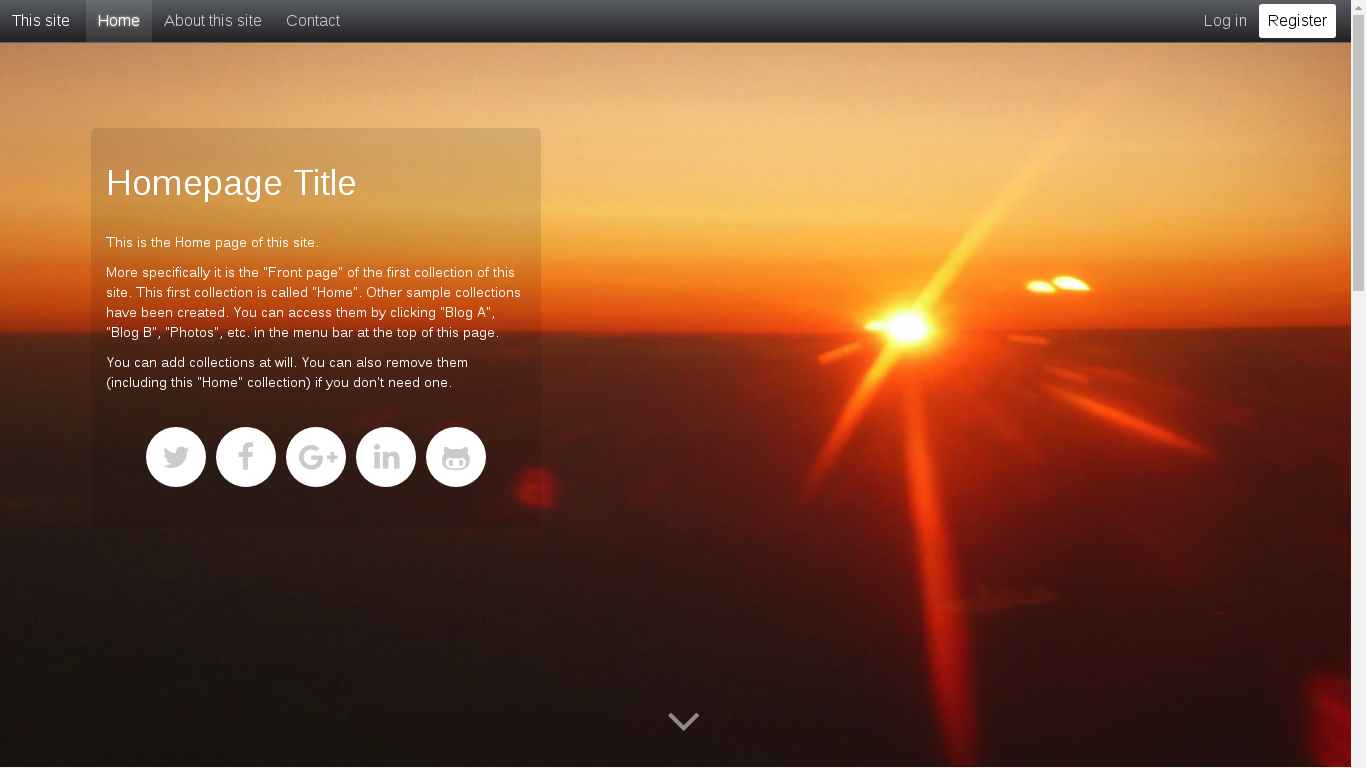 This site Home About this site Contact Log in Register
Homepage Title
This is the Home page of this site.
More specifically it is the "Front page" of the first collection of this
site. This first collection is called "Home". Other sample collections
have been created. You can access them by clicking "Blog A",
"Blog B", "Photos", etc. in the menu bar at the top of this page.
You can add collections at will. You can also remove them
(including this "Home" collection) if you don't need one.